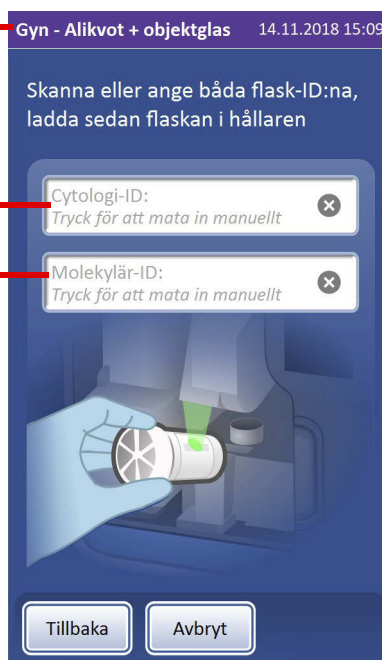 Gyn - Alikvot + objektglas 14.11.2018 15:09
Skanna eller ange båda flask-ID:na,
ladda sedan flaskan i hållaren
Cytologi-ID:
Tryck för att mata in manuellt
Molekylär-ID:
Tryck för att mata in manuellt
Tillbaka Avbryt